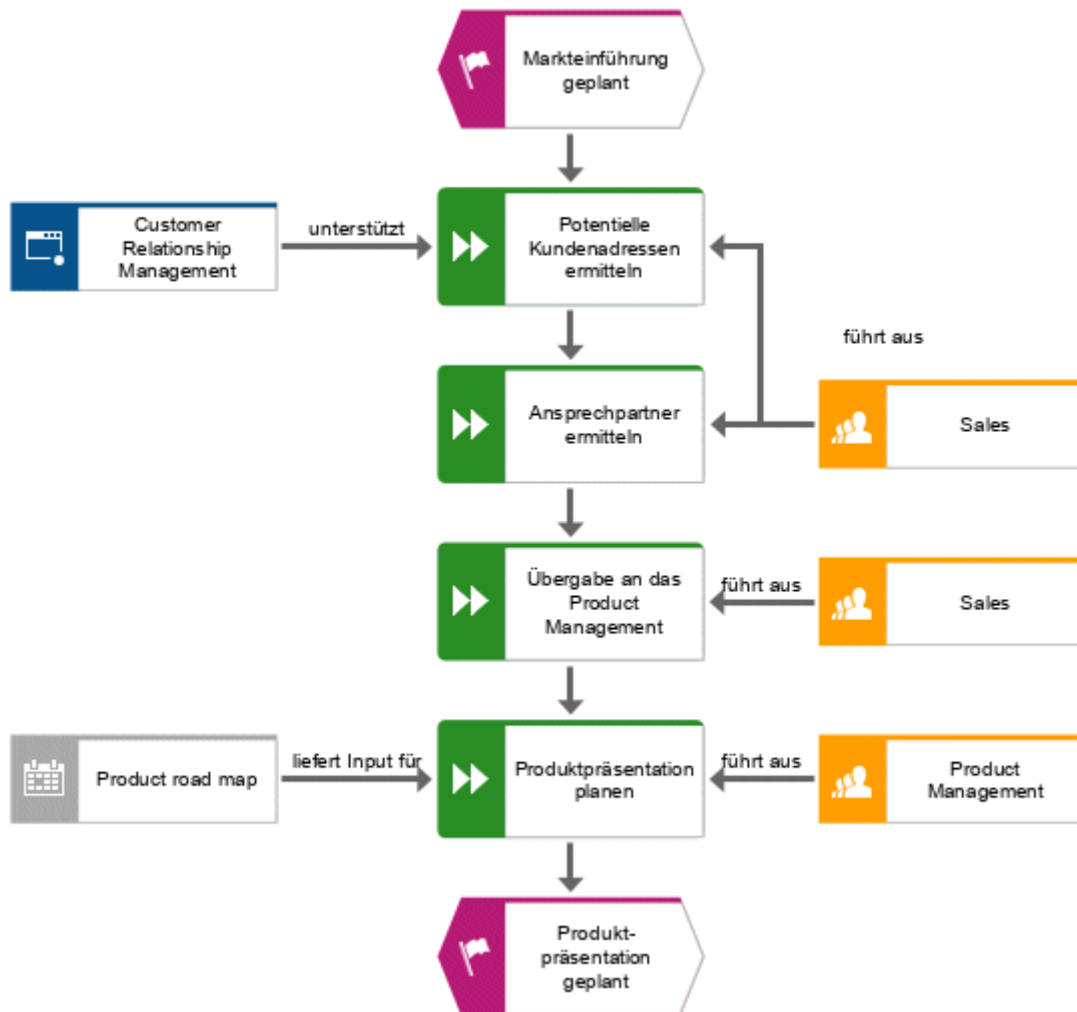 Markteinführung
geplant
Customer
Relationship
Management
unterstützt
Potentielle
Kundenadressen
ermitteln
führt aus
Ansprechpartner
ermitteln
Sales
Übergabe an das
Product
Management
führt aus
Sales
Product road map
liefert Input für
Produktpräsentation
planen
führt aus
Product
Management
Produkt-
präsentation
geplant